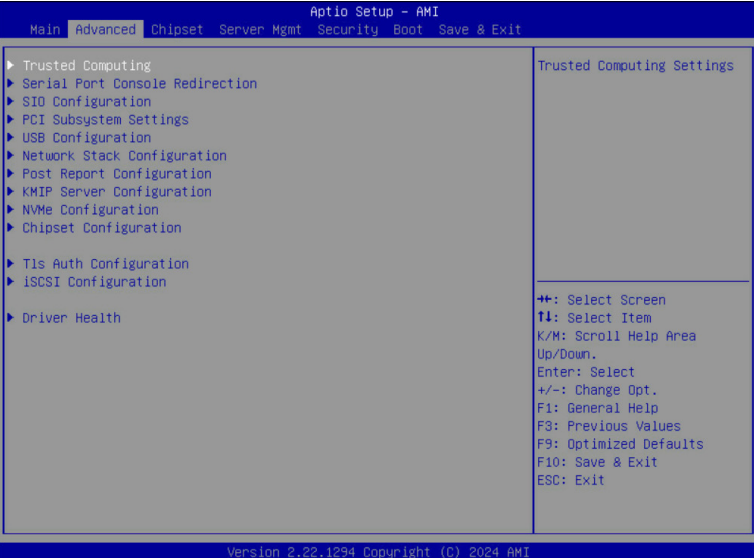 Aptio Setup – AMI
Main Advanced Chipset Server Mgmt Security Boot Save & Exit
▶ Trusted Computing
▶ Serial Port Console Redirection
▶ SIO Configuration
▶ PCI Subsystem Settings
▶ USB Configuration
▶ Network Stack Configuration
▶ Post Report Configuration
▶ KMIP Server Configuration
▶ NVMe Configuration
▶ Chipset Configuration
▶ Tls Auth Configuration
▶ iSCSI Configuration
▶ Driver Health
Trusted Computing Settings
→←: Select Screen
↑↓: Select Item
K/M: Scroll Help Area
Up/Down.
Enter: Select
+/-: Change Opt.
F1: General Help
F3: Previous Values
F9: Optimized Defaults
F10: Save & Exit
ESC: Exit
Version 2.22.1294 Copyright (C) 2024 AMI